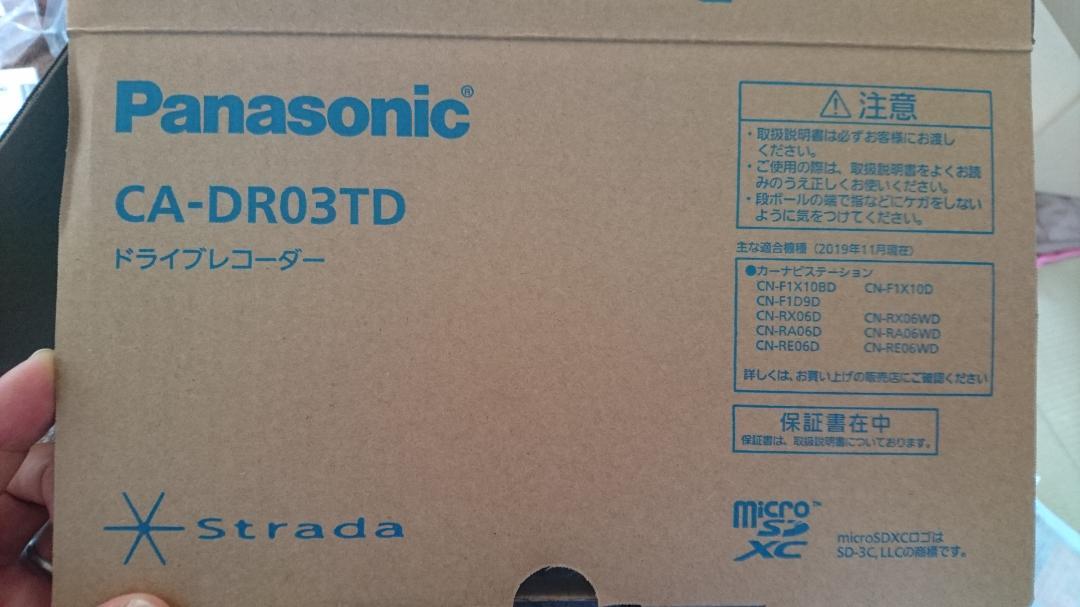 Panasonic®
CA-DR03TD
ドライブレコーダー
Strada
⚠注意
・取扱説明書は必ずお客様にお渡し
ください。
・ご使用の際は、取扱説明書をよくお読
みのうえ正しくお使いください。
・段ボールの端で指などにケガをしない
ように気をつけてください。
主な適合機種（2019年11月現在）
●カーナビステーション
CN-F1X10BD CN-F1X10D
CN-F1D9D
CN-RX06D CN-RX06WD
CN-RA06D CN-RA06WD
CN-RE06D CN-RE06WD
詳しくは、お買い上げの販売店にご確認ください
保証書在中
保証書は、取扱説明書についております。
micro™
SD
XC
microSDXCロゴは
SD-3C, LLCの商標です。